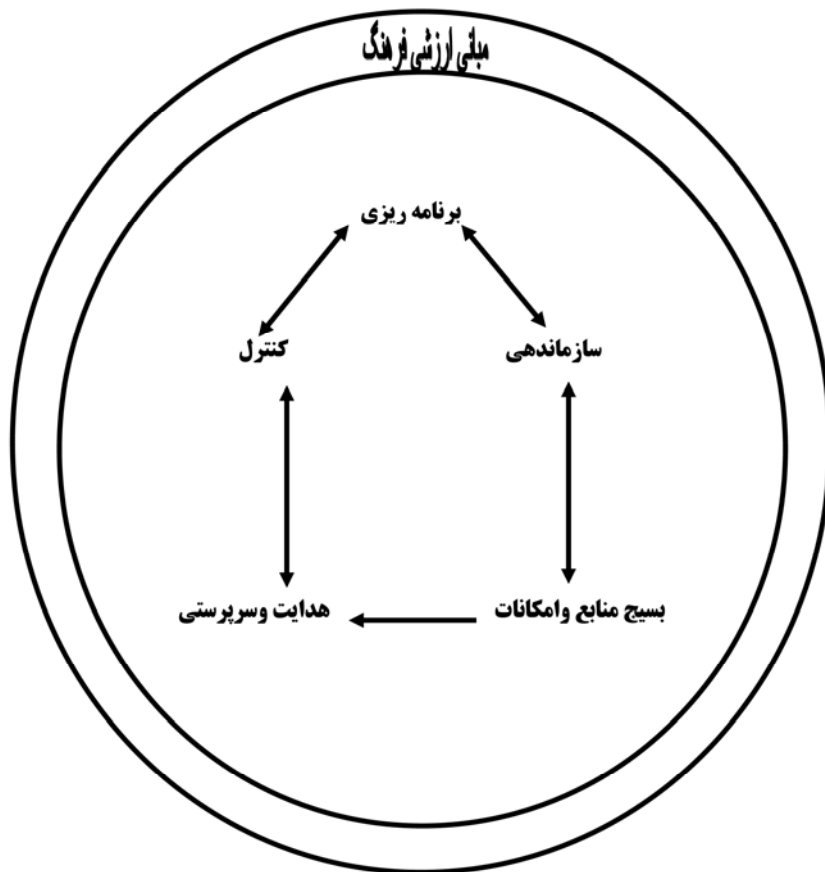 مبانی ارزشی فرهنگ
برنامه ریزی
سازماندهی
کنترل
بسیج منابع وامکانات
هدایت وسرپرستی